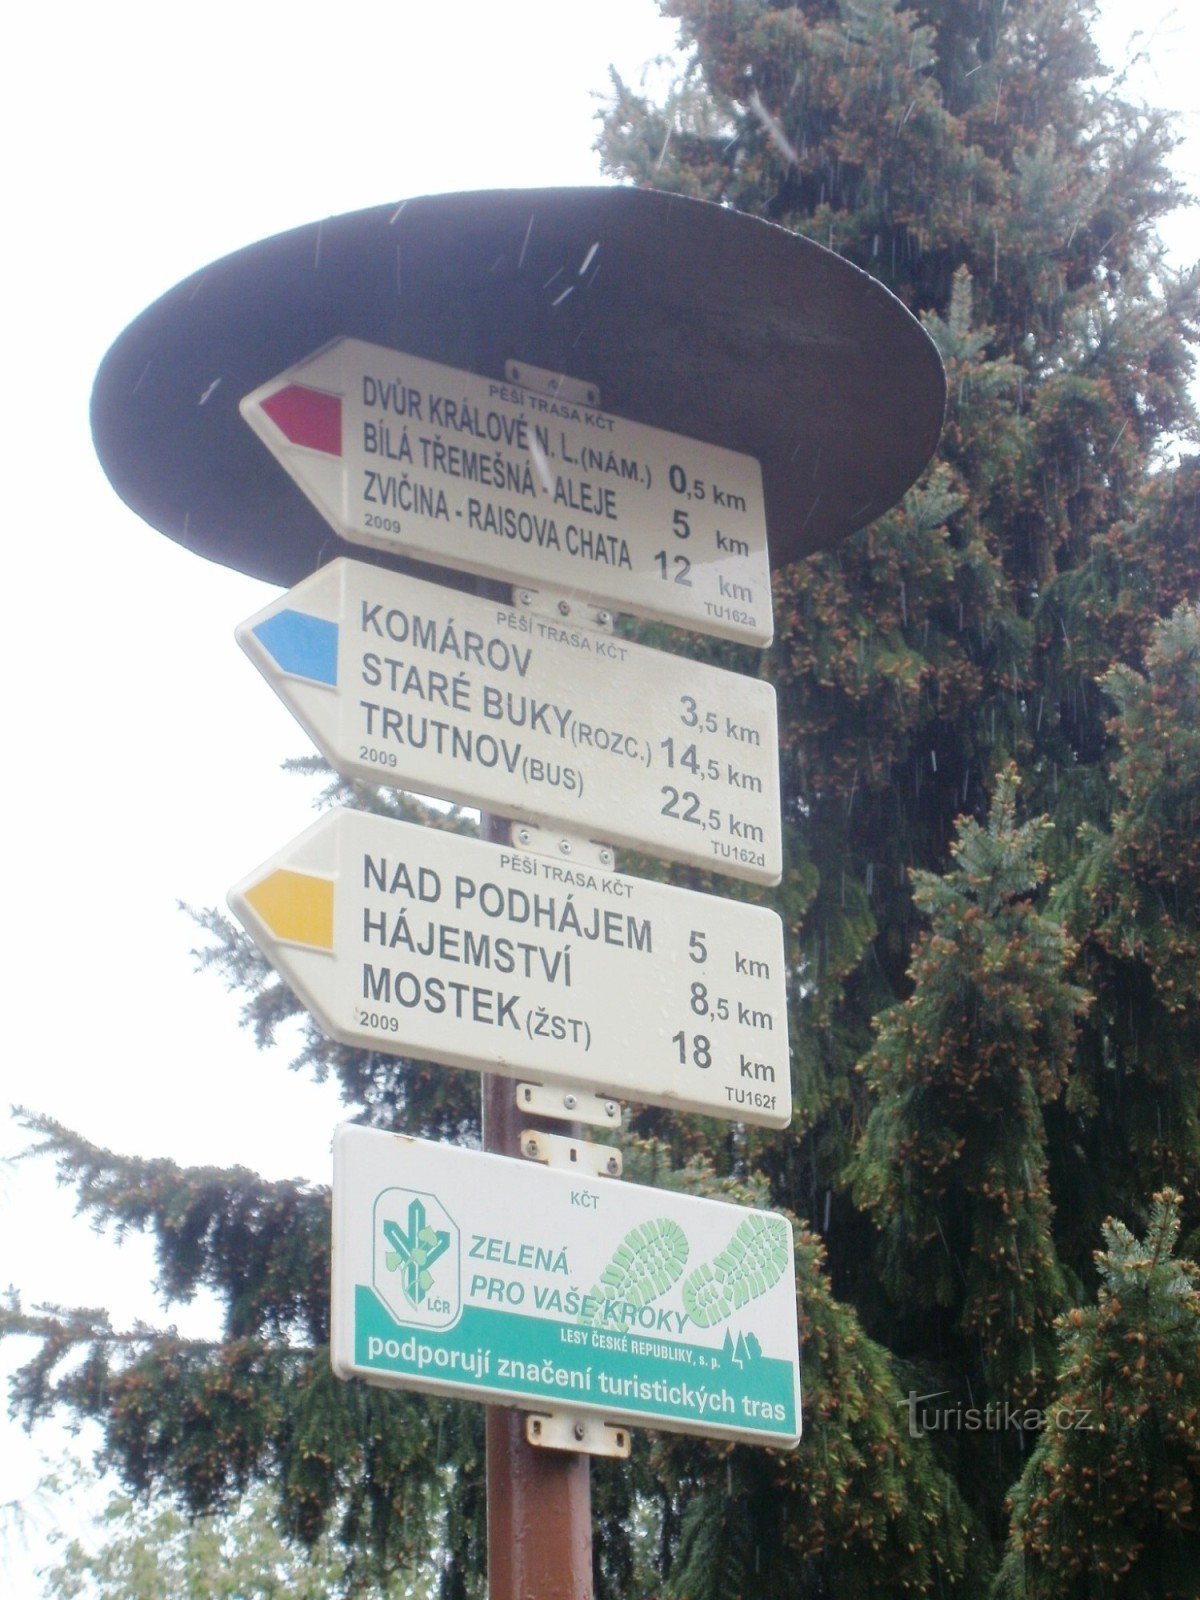 PĚŠÍ TRASA KČT
DVŮR KRÁLOVÉ N. L.(NÁM.) 0,5 km
BÍLÁ TŘEMEŠNÁ - ALEJE 5 km
ZVIČINA - RAISOVA CHATA 12 km
2009 TU162a
PĚŠÍ TRASA KČT
KOMÁROV 3,5 km
STARÉ BUKY(ROZC.) 14,5 km
TRUTNOV(BUS) 22,5 km
2009 TU162d
PĚŠÍ TRASA KČT
NAD PODHÁJEM 5 km
HÁJEMSTVÍ 8,5 km
MOSTEK(ŽST) 18 km
2009 TU162f
KČT
ZELENÁ
PRO VAŠE KROKY
LČR
LESY ČESKÉ REPUBLIKY, s. p.
podporují značení turistických tras
Turistika.cz